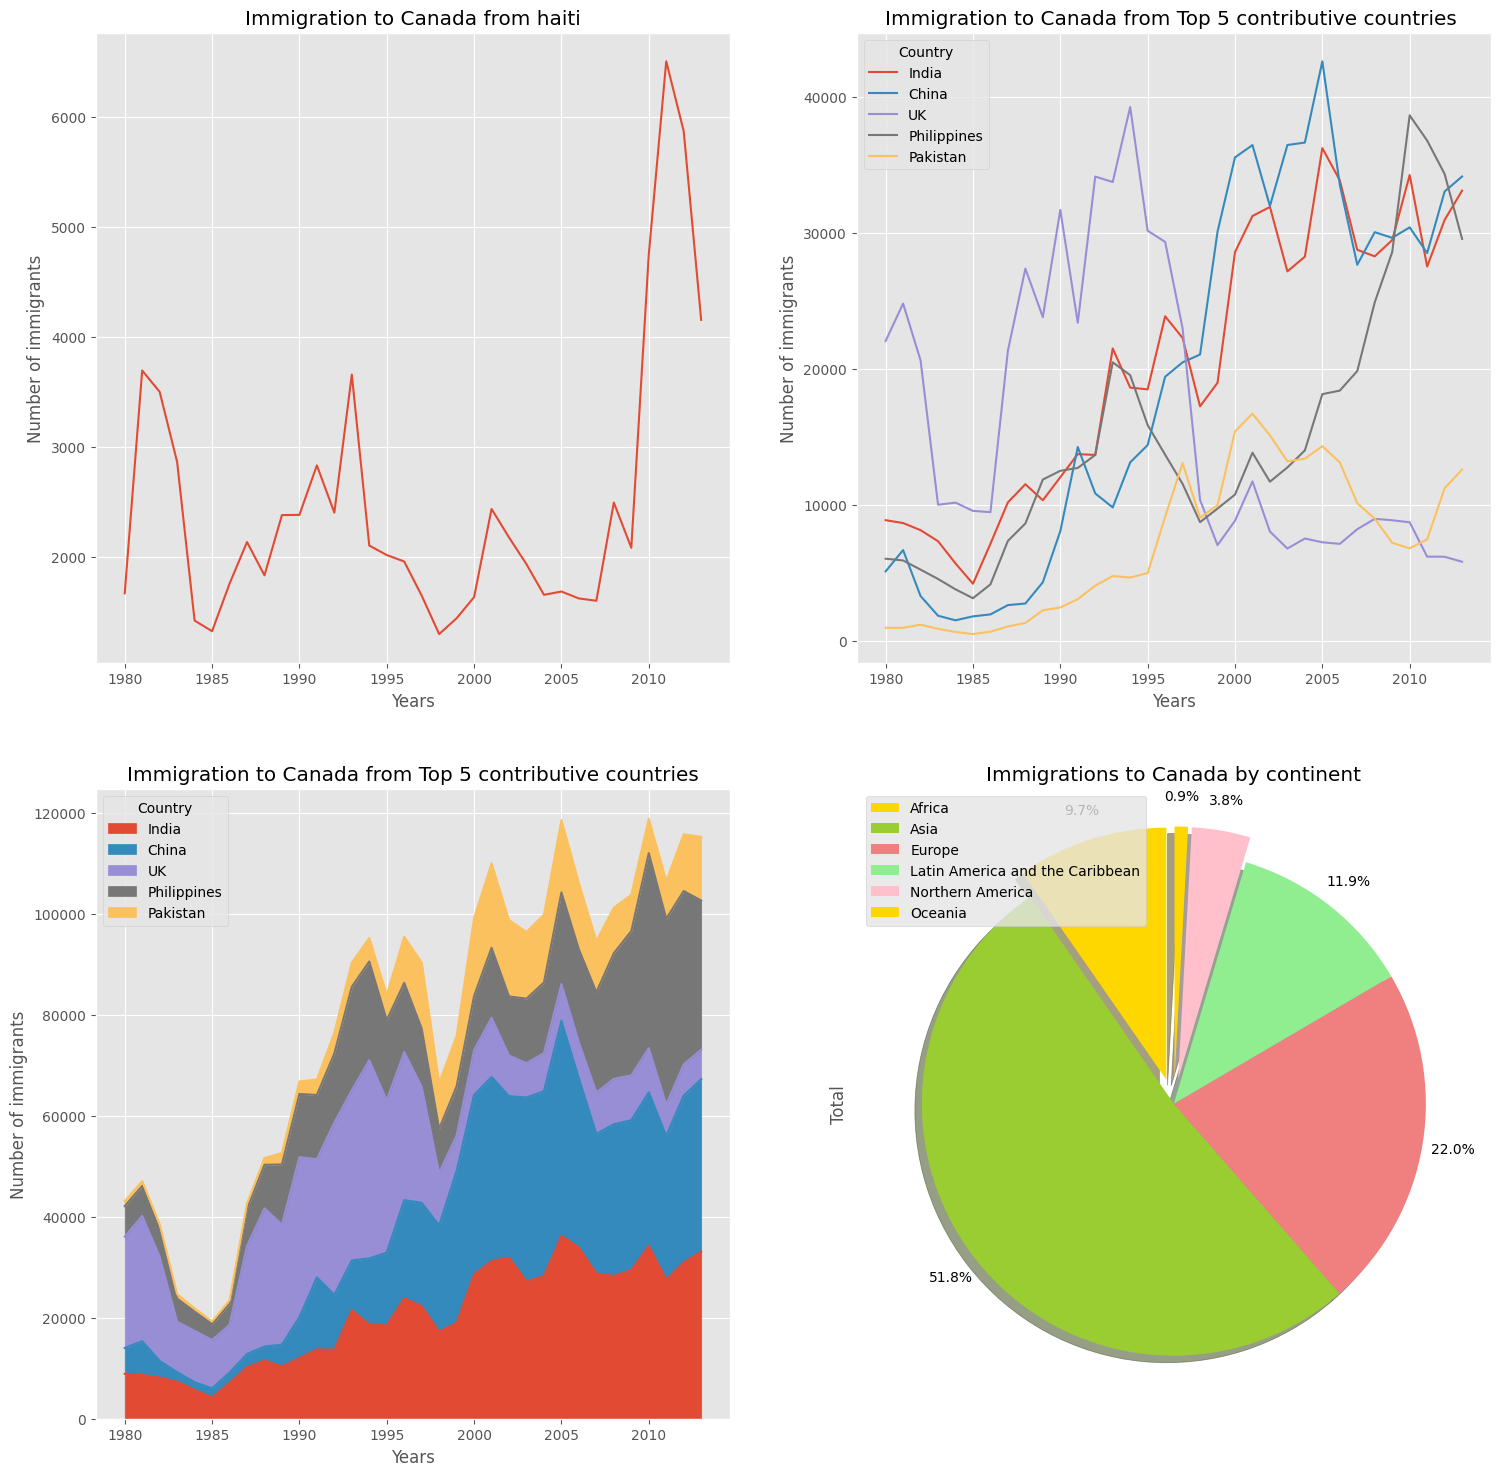 Immigration to Canada from haiti
Number of immigrants
6000
5000
4000
3000
2000
1980 1985 1990 1995 2000 2005 2010
Years
Immigration to Canada from Top 5 contributive countries
Number of immigrants
Country
India
China
UK
Philippines
Pakistan
40000
30000
20000
10000
0
1980 1985 1990 1995 2000 2005 2010
Years
Immigration to Canada from Top 5 contributive countries
Number of immigrants
Country
India
China
UK
Philippines
Pakistan
120000
100000
80000
60000
40000
20000
0
1980 1985 1990 1995 2000 2005 2010
Years
Immigrations to Canada by continent
Total
Africa
Asia
Europe
Latin America and the Caribbean
Northern America
Oceania
9.7%
0.9%
3.8%
11.9%
22.0%
51.8%